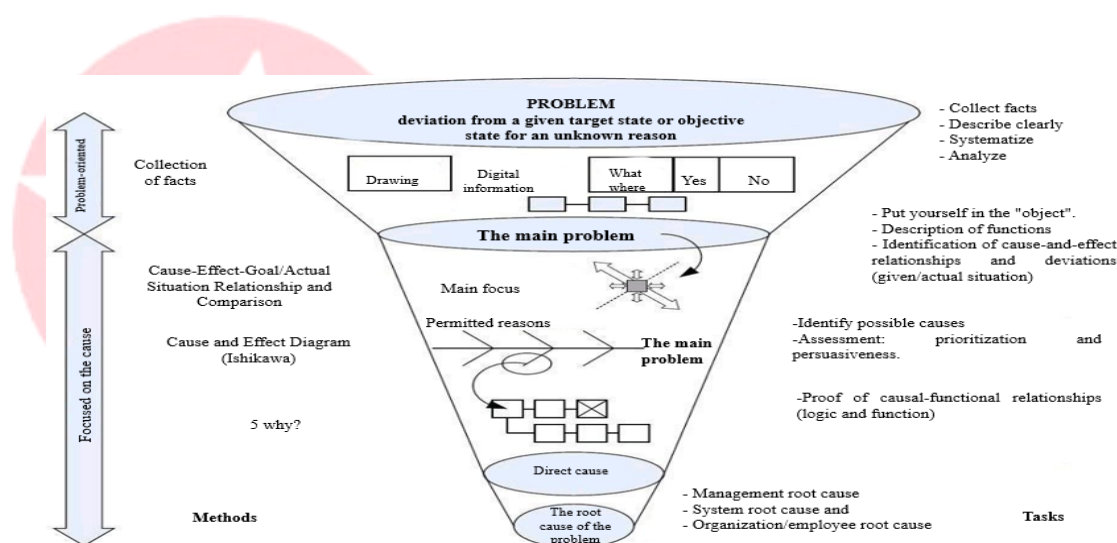 PROBLEM
deviation from a given target state or objective
state for an unknown reason
- Collect facts
- Describe clearly
- Systematize
- Analyze
Problem-oriented
Collection
of facts
Drawing
Digital
information
What
where
Yes
No
The main problem
- Put yourself in the "object".
- Description of functions
- Identification of cause-and-effect
relationships and deviations
(given/actual situation)
Focused on the cause
Cause-Effect-Goal/Actual
Situation Relationship and
Comparison
Main focus
Cause and Effect Diagram
(Ishikawa)
Permitted reasons
The main
problem
-Identify possible causes
-Assessment: prioritization and
persuasiveness.
-Proof of causal-functional relationships
(logic and function)
5 why?
Direct cause
The root
cause of the
problem
- Management root cause
- System root cause and
- Organization/employee root cause
Methods
Tasks